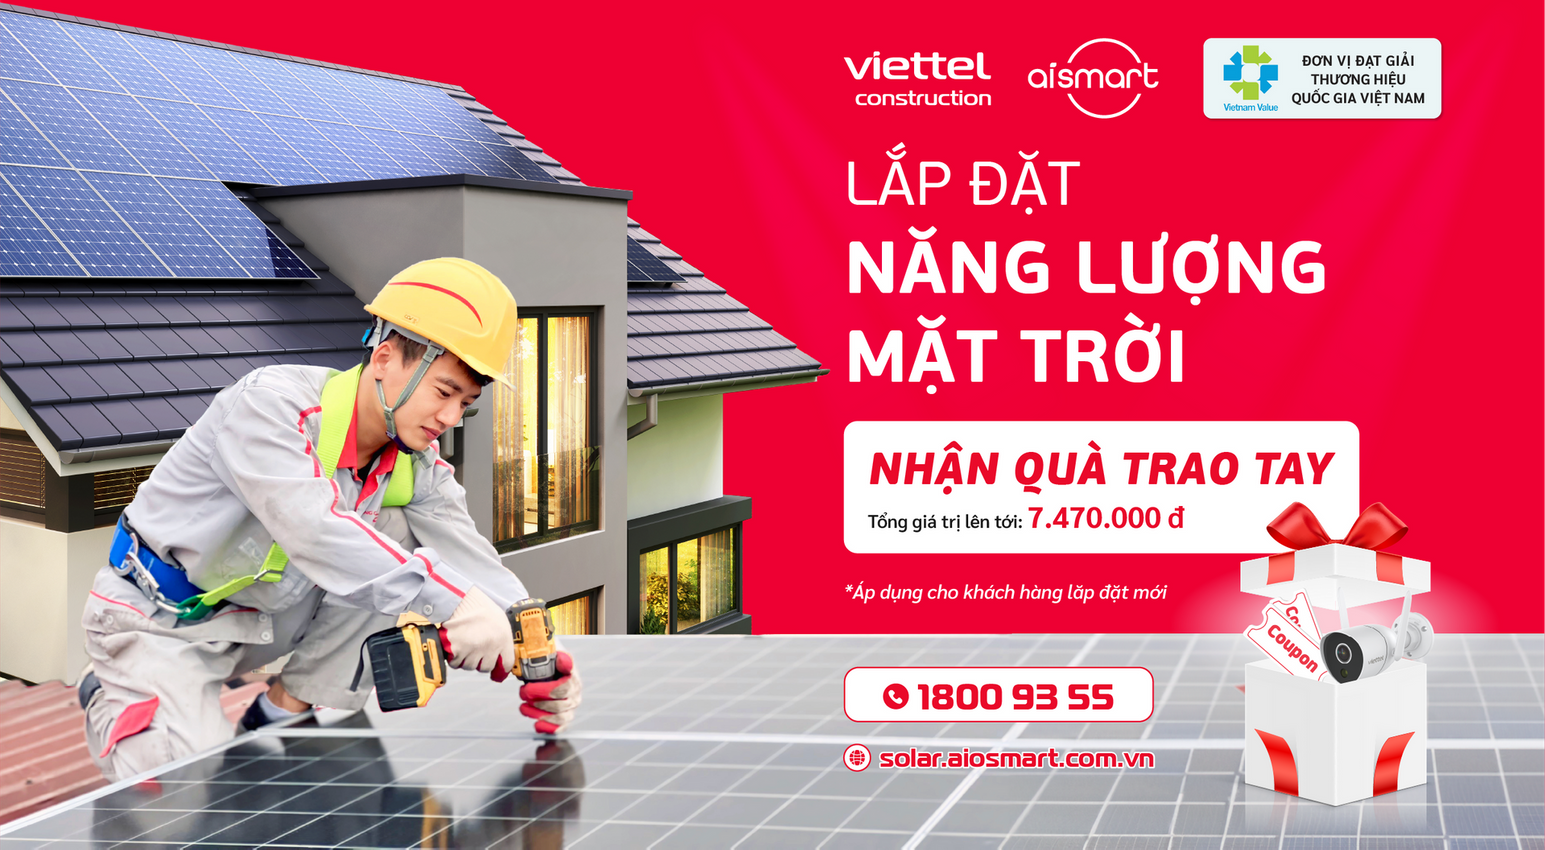 viettel
construction
aismart
Vietnam Value
ĐƠN VỊ ĐẠT GIẢI
THƯƠNG HIỆU
QUỐC GIA VIỆT NAM
LẮP ĐẶT
NĂNG LƯỢNG
MẶT TRỜI
NHẬN QUÀ TRAO TAY
Tổng giá trị lên tới: 7.470.000 đ
*Áp dụng cho khách hàng lăp đặt mới
Coupon
viettel
1800 93 55
solar.aiosmart.com.vn